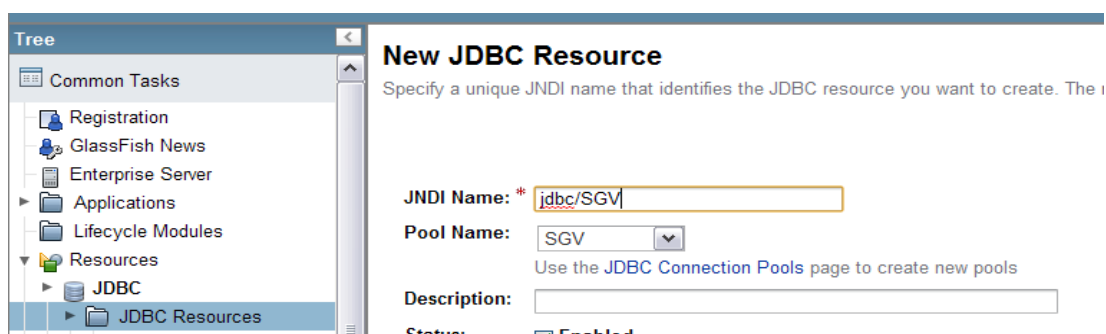 Tree
Common Tasks
Registration
GlassFish News
Enterprise Server
Applications
Lifecycle Modules
Resources
JDBC
JDBC Resources
New JDBC Resource
Specify a unique JNDI name that identifies the JDBC resource you want to create. The
JNDI Name: * jdbc/SGV
Pool Name: SGV
Use the JDBC Connection Pools page to create new pools
Description:
Status: Enabled